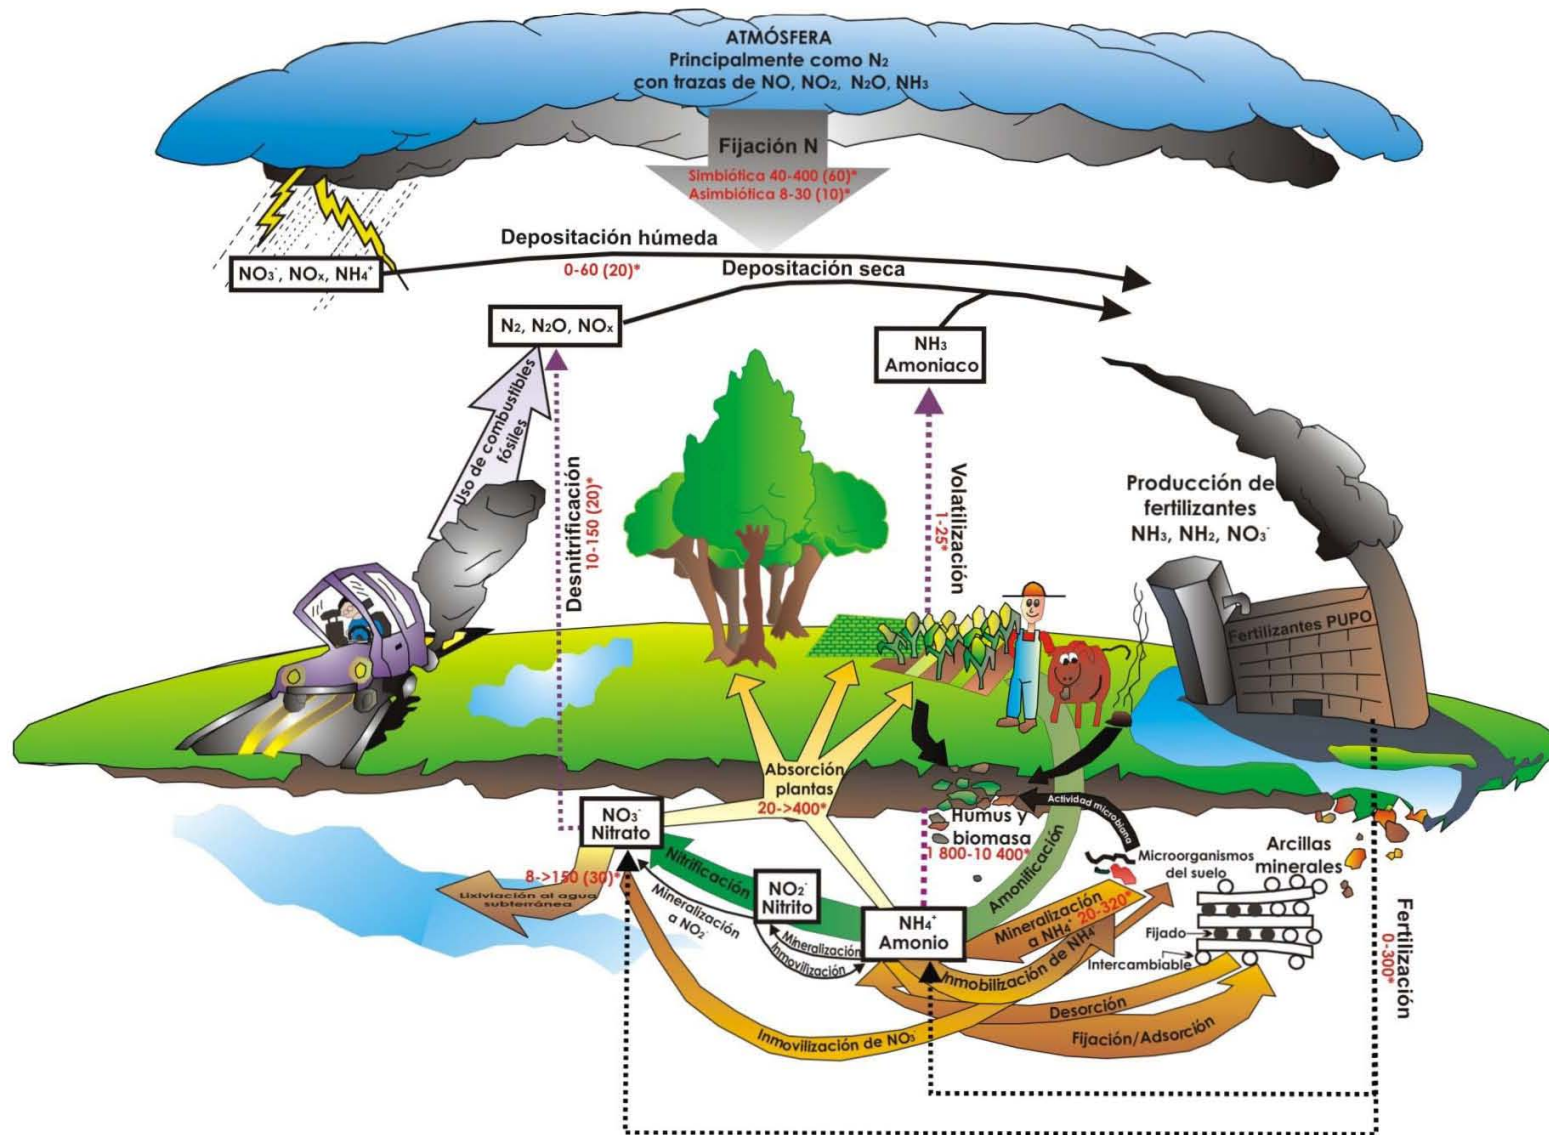 ATMÓSFERA
Principalmente como N₂
con trazas de NO, NO₂, N₂O, NH₃
Fijación N
Simbiótica 40-400 (60)*
Asimbiótica 8-30 (10)*
Depositación húmeda
0-60 (20)*
Depositación seca
NO₃⁻, NOₓ, NH₄⁺
N₂, N₂O, NOₓ
NH₃
Amoniaco
Uso de combustibles
fósiles
Desnitrificación
10-150 (20)*
Volatilización
1-25*
Producción de
fertilizantes
NH₃, NH₂, NO₃⁻
Fertilizantes PUPO
Absorción
plantas
20->400*
NO₃⁻
Nitrato
Humus y
biomasa
1 800-10 400*
Actividad microbiana
Microorganismos
del suelo
Arcillas
minerales
Fijado
Intercambiable
8->150 (30)*
Lixiviación al agua
subterránea
Nitrificación
Mineralización
a NO₂⁻
NO₂⁻
Nitrito
Mineralización
Inmovilización
NH₄⁺
Amonio
Amonificación
Mineralización
a NH₄⁺ 20-320*
Inmobilización de NH₄⁺
Desorción
Fijación/Adsorción
Inmovilización de NO₃⁻
Fertilización
0-300*